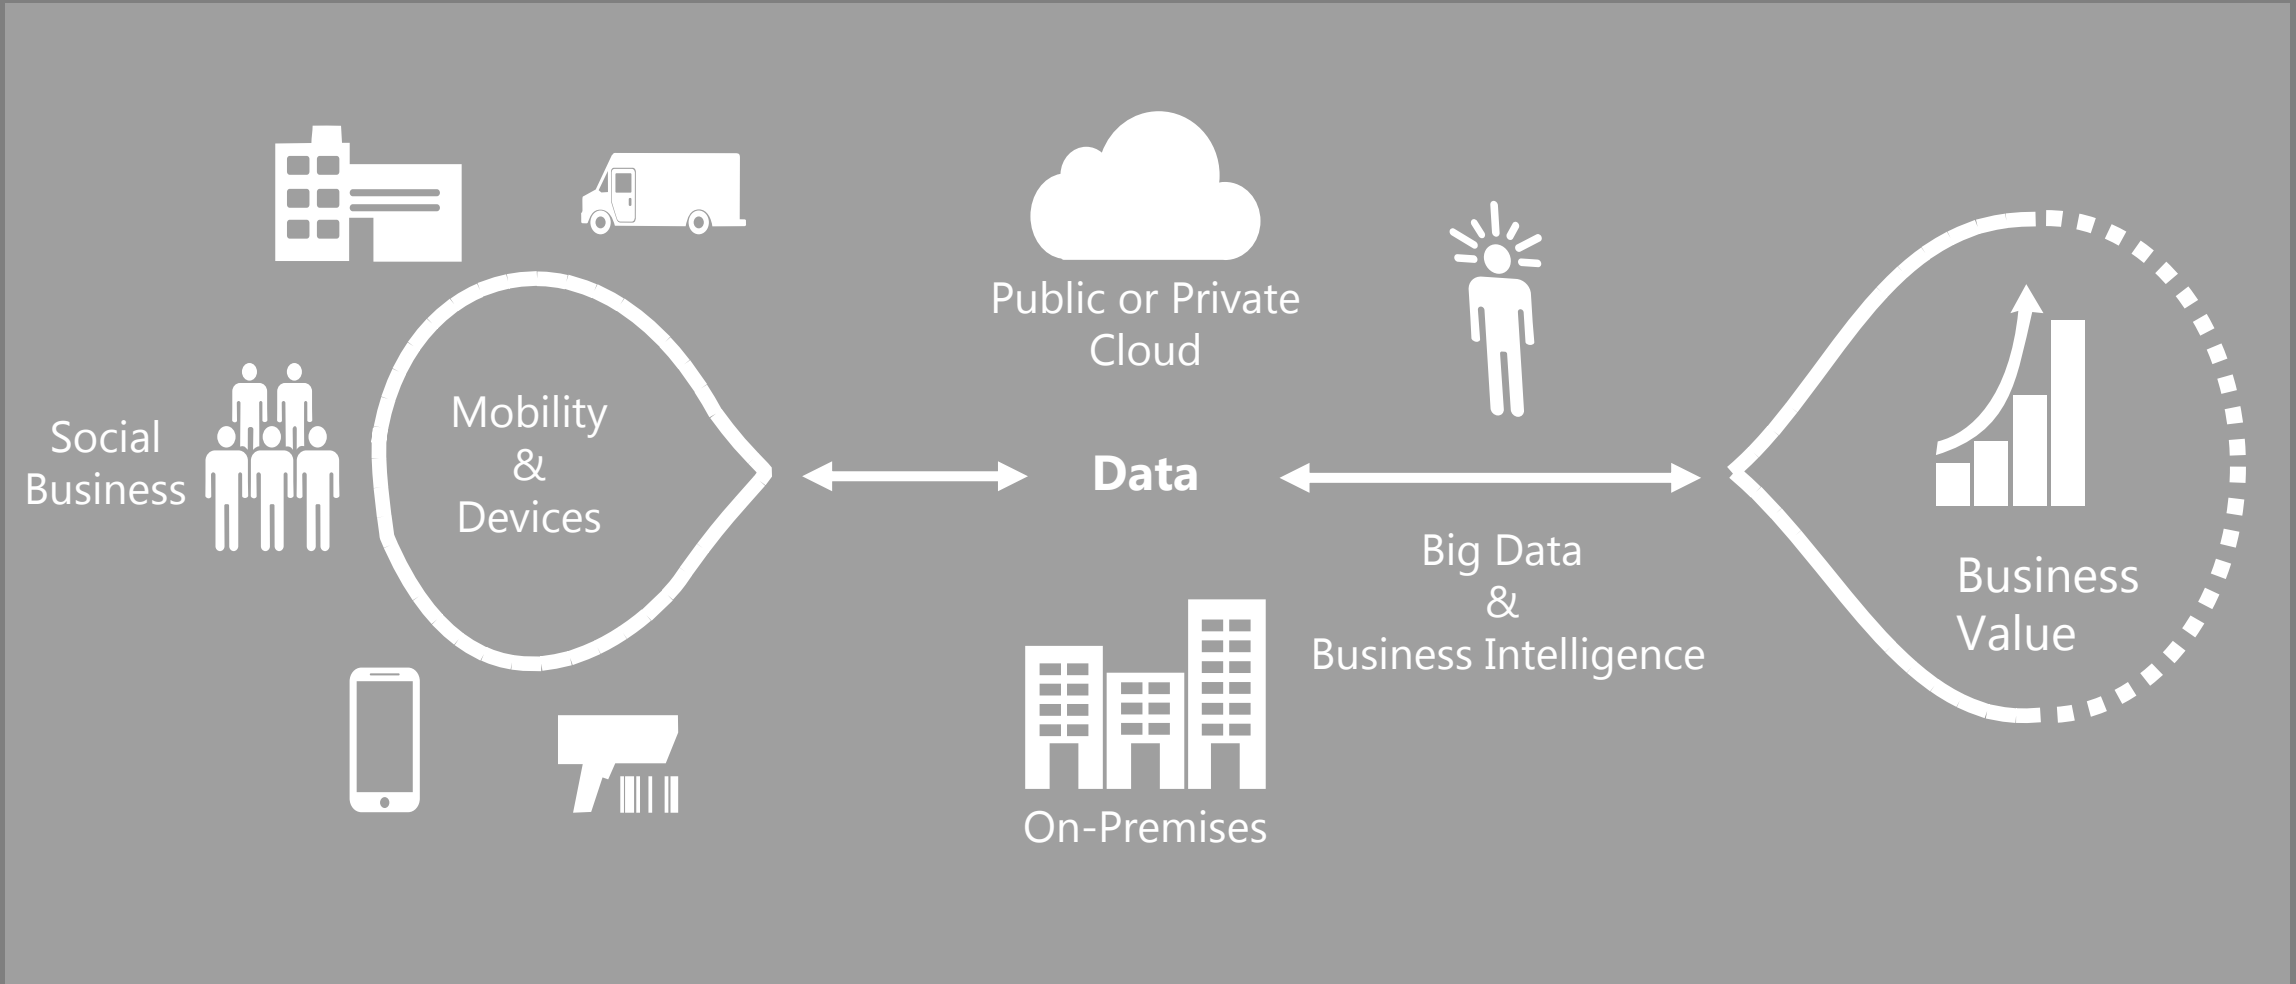 Social
Business
Mobility
&
Devices
Public or Private
Cloud
Data
On-Premises
Big Data
&
Business Intelligence
Business
Value